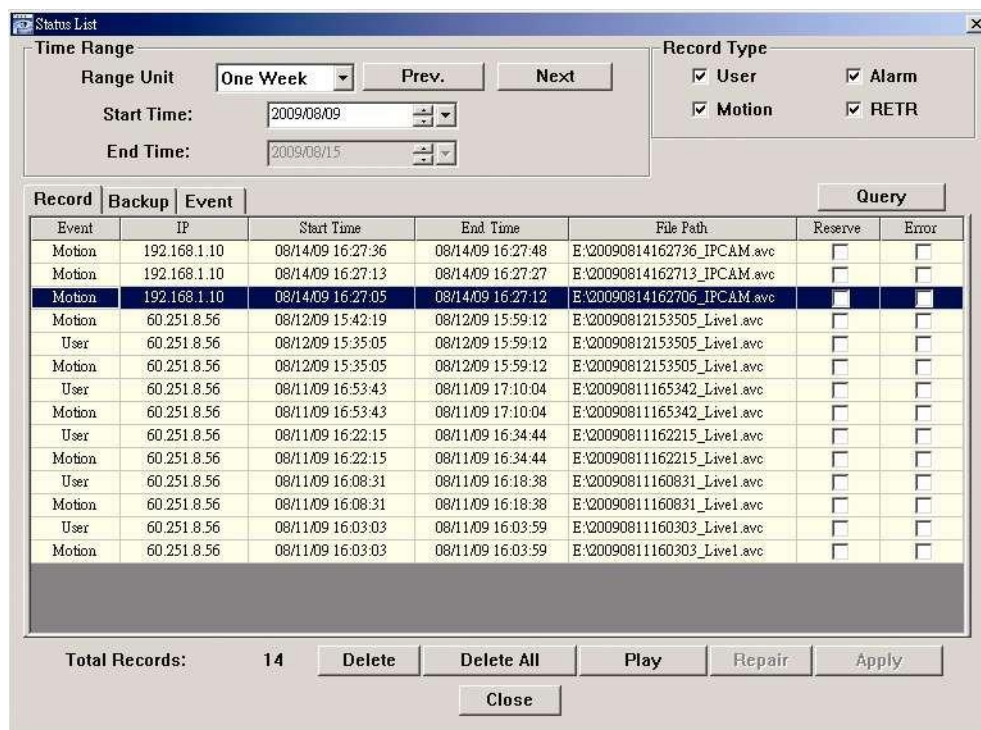 Status List
Time Range
Range Unit One Week Prev. Next
Start Time: 2009/08/09
End Time: 2009/08/15
Record Type
User Alarm
Motion RETR
Record Backup Event Query
Event IP Start Time End Time File Path Reserve Error
Motion 192.168.1.10 08/14/09 16:27:36 08/14/09 16:27:48 E:\20090814162736_IPCAM.avc
Motion 192.168.1.10 08/14/09 16:27:13 08/14/09 16:27:27 E:\20090814162713_IPCAM.avc
Motion 192.168.1.10 08/14/09 16:27:05 08/14/09 16:27:12 E:\20090814162706_IPCAM.avc
Motion 60.251.8.56 08/12/09 15:42:19 08/12/09 15:59:12 E:\20090812153505_Live1.avc
User 60.251.8.56 08/12/09 15:35:05 08/12/09 15:59:12 E:\20090812153505_Live1.avc
Motion 60.251.8.56 08/12/09 15:35:05 08/12/09 15:59:12 E:\20090812153505_Live1.avc
User 60.251.8.56 08/11/09 16:53:43 08/11/09 17:10:04 E:\20090811165342_Live1.avc
Motion 60.251.8.56 08/11/09 16:53:43 08/11/09 17:10:04 E:\20090811165342_Live1.avc
User 60.251.8.56 08/11/09 16:22:15 08/11/09 16:34:44 E:\20090811162215_Live1.avc
Motion 60.251.8.56 08/11/09 16:22:15 08/11/09 16:34:44 E:\20090811162215_Live1.avc
User 60.251.8.56 08/11/09 16:08:31 08/11/09 16:18:38 E:\20090811160831_Live1.avc
Motion 60.251.8.56 08/11/09 16:08:31 08/11/09 16:18:38 E:\20090811160831_Live1.avc
User 60.251.8.56 08/11/09 16:03:03 08/11/09 16:03:59 E:\20090811160303_Live1.avc
Motion 60.251.8.56 08/11/09 16:03:03 08/11/09 16:03:59 E:\20090811160303_Live1.avc
Total Records: 14 Delete Delete All Play Repair Apply
Close